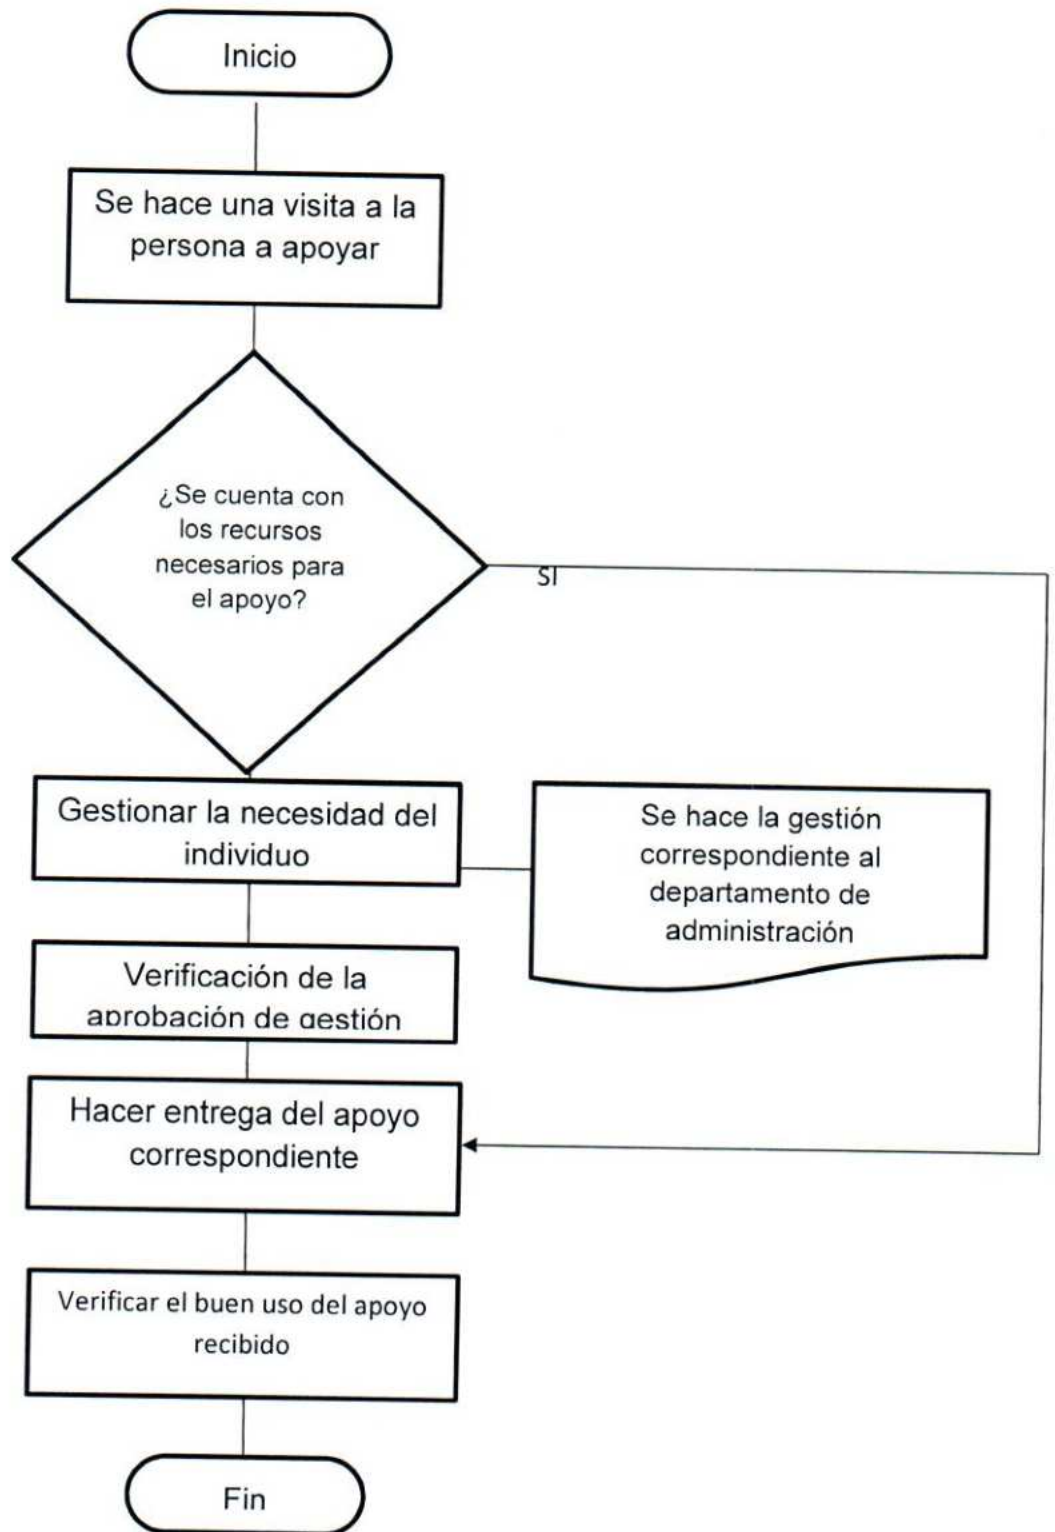 Inicio
Se hace una visita a la
persona a apoyar
¿Se cuenta con
los recursos
necesarios para
el apoyo?
SI
Gestionar la necesidad del
individuo
Se hace la gestión
correspondiente al
departamento de
administración
Verificación de la
aprobación de gestión
Hacer entrega del apoyo
correspondiente
Verificar el buen uso del apoyo
recibido
Fin